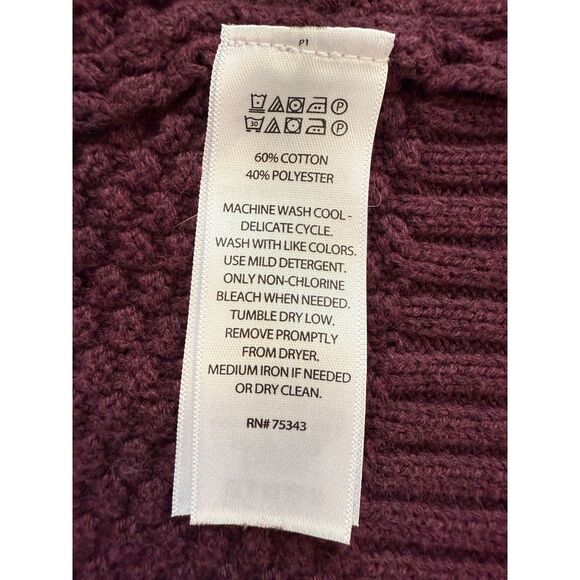 P1
30
60% COTTON
40% POLYESTER
MACHINE WASH COOL -
DELICATE CYCLE.
WASH WITH LIKE COLORS.
USE MILD DETERGENT.
ONLY NON-CHLORINE
BLEACH WHEN NEEDED.
TUMBLE DRY LOW.
REMOVE PROMPTLY
FROM DRYER.
MEDIUM IRON IF NEEDED
OR DRY CLEAN.
RN# 75343